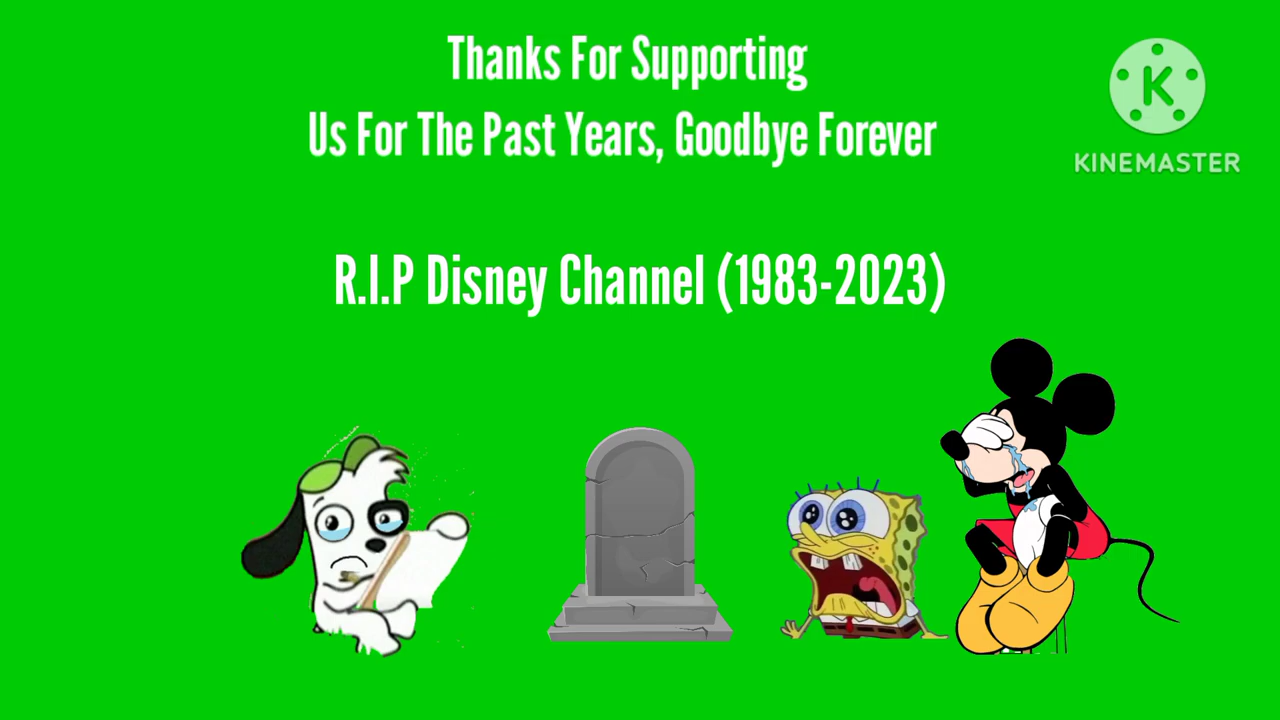 Thanks For Supporting
Us For The Past Years, Goodbye Forever
K
KINEMASTER
R.I.P Disney Channel (1983-2023)